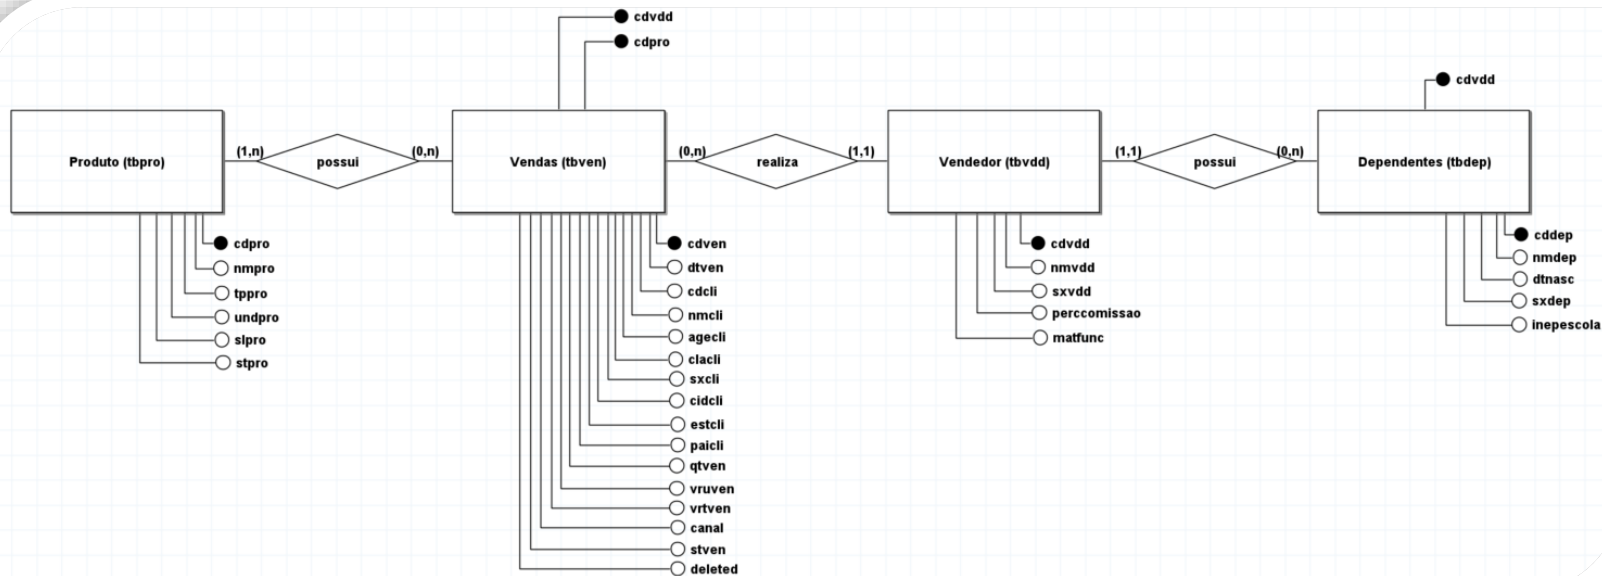 cdvdd
cdpro
cdvdd
Produto (tbpro)
(1,n)
possui
(0,n)
Vendas (tbven)
(0,n)
realiza
(1,1)
Vendedor (tbvdd)
(1,1)
possui
(0,n)
Dependentes (tbdep)
cdpro
nmpro
tppro
undpro
slpro
stpro
cdven
dtven
cdcli
nmcli
agecli
clacli
sxcli
cidcli
estcli
paicli
qtven
vruven
vrtven
canal
stven
deleted
cdvdd
nmvdd
sxvdd
perccomissao
matfunc
cddep
nmdep
dtnasc
sxdep
inepescola